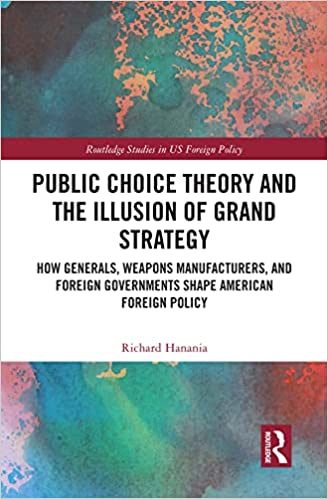 Routledge Studies in US Foreign Policy
PUBLIC CHOICE THEORY AND
THE ILLUSION OF GRAND
STRATEGY
HOW GENERALS, WEAPONS MANUFACTURERS, AND
FOREIGN GOVERNMENTS SHAPE AMERICAN
FOREIGN POLICY
Richard Hanania
ROUTLEDGE